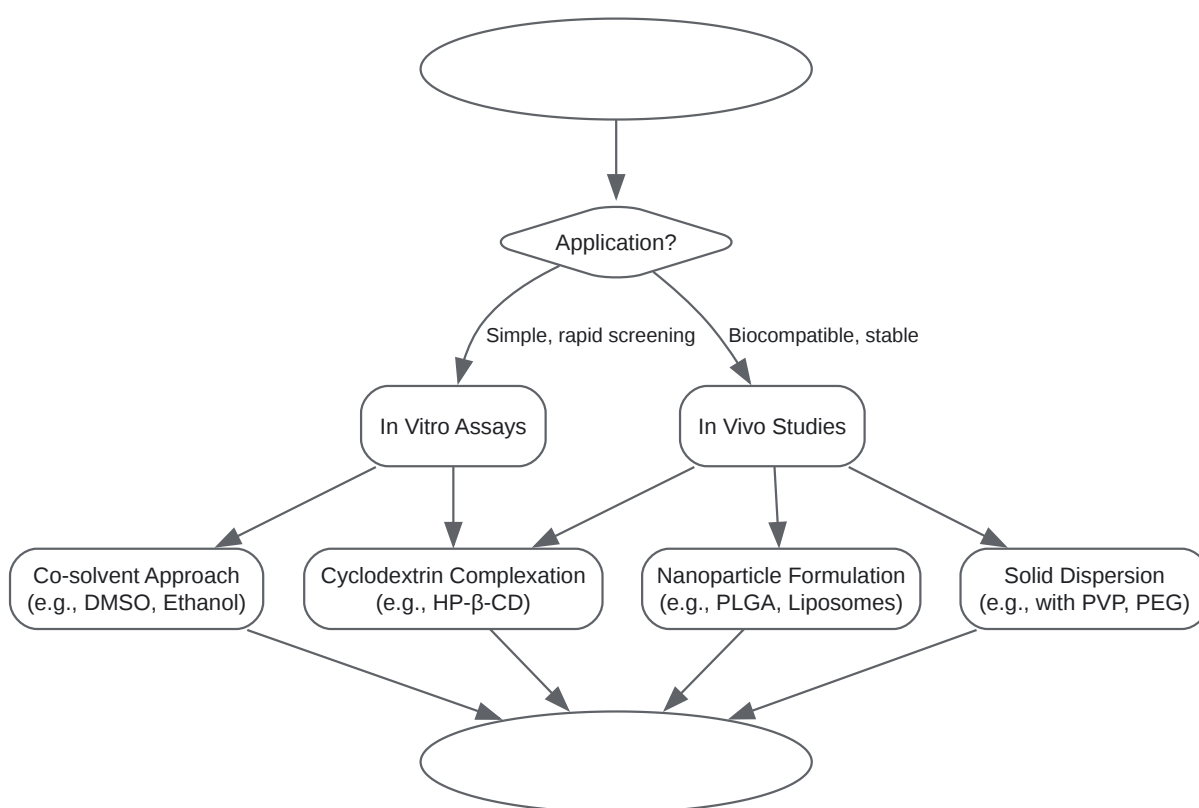 Application?
Simple, rapid screening
Biocompatible, stable
In Vitro Assays
In Vivo Studies
Co-solvent Approach
(e.g., DMSO, Ethanol)
Cyclodextrin Complexation
(e.g., HP-β-CD)
Nanoparticle Formulation
(e.g., PLGA, Liposomes)
Solid Dispersion
(e.g., with PVP, PEG)